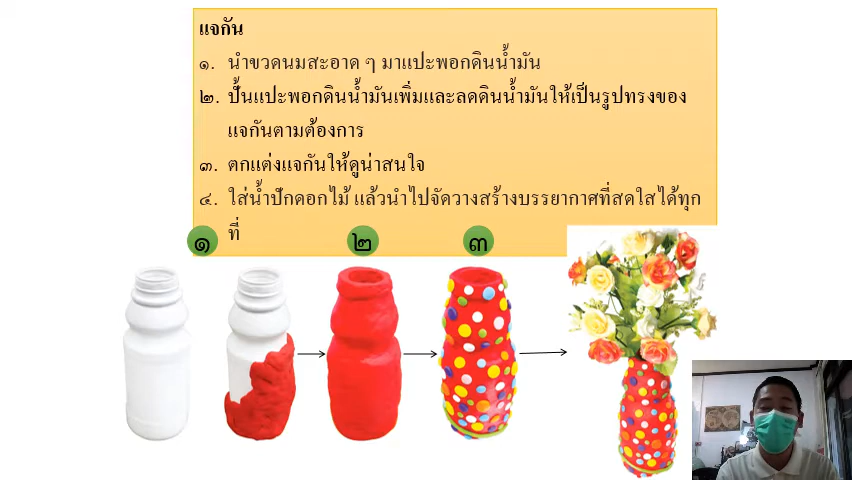 แจกัน
๑. นำขวดนมสะอาด ๆ มาแปะพอกดินน้ำมัน
๒. ปั้นแปะพอกดินน้ำมันเพิ่มและลดดินน้ำมันให้เป็นรูปทรงของ
แจกันตามต้องการ
๓. ตกแต่งแจกันให้ดูน่าสนใจ
๔. ใส่น้ำปักดอกไม้ แล้วนำไปจัดวางสร้างบรรยากาศที่สดใสได้ทุก
ที่
๑ ๒ ๓